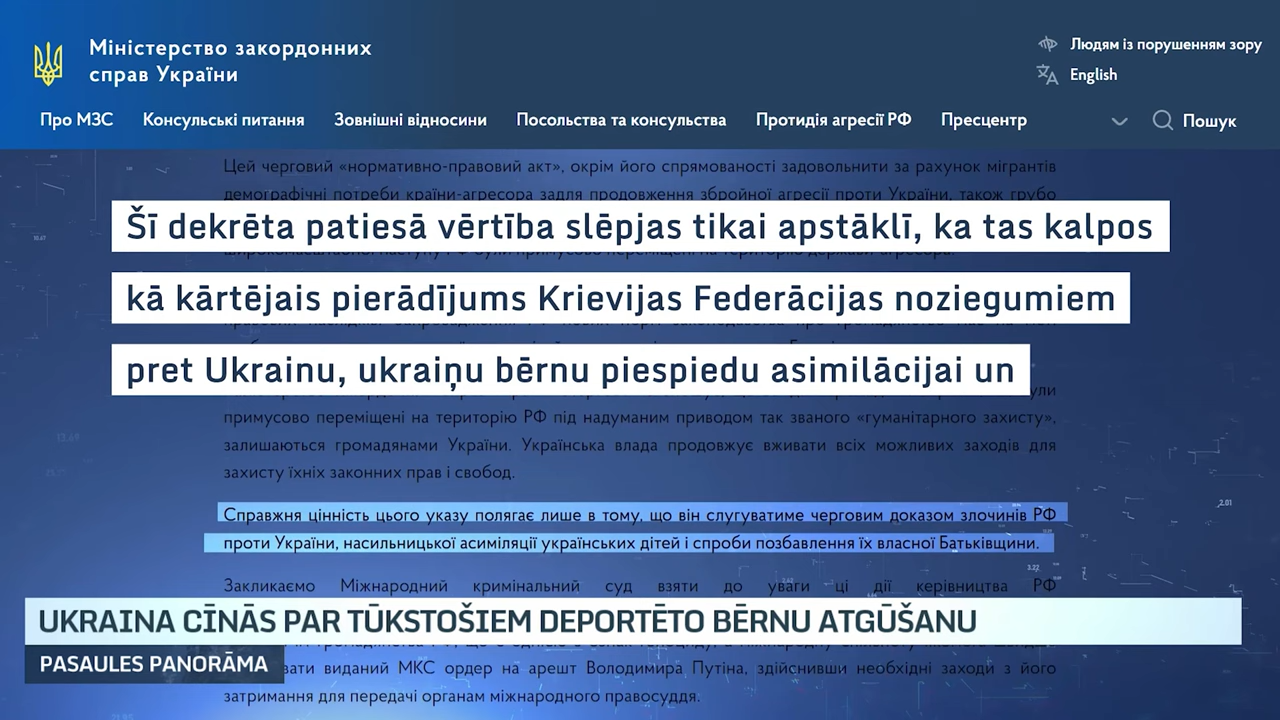 Міністерство закордонних
справ України
Людям із порушенням зору
English
Про МЗС Консульські питання Зовнішні відносини Посольства та консульства Протидія агресії РФ Пресцентр Пошук
Цей черговий «нормативно-правовий акт», окрім його спрямованості задовольнити за рахунок мігрантів
демографічні потреби країни-агресора задля продовження збройної агресії проти України, також грубо
Šī dekrēta patiesā vērtība slēpjas tikai apstāklī, ka tas kalpos
kā kārtējais pierādījums Krievijas Federācijas noziegumiem
pret Ukrainu, ukraiņu bērnu piespiedu asimilācijai un
примусово переміщені на територію РФ під надуманим приводом так званого «гуманітарного захисту»,
залишаються громадянами України. Українська влада продовжує вживати всіх можливих заходів для
захисту їхніх законних прав і свобод.
Справжня цінність цього указу полягає лише в тому, що він слугуватиме черговим доказом злочинів РФ
проти України, насильницької асиміляції українських дітей і спроби позбавлення їх власної Батьківщини.
Закликаємо Міжнародний кримінальний суд взяти до уваги ці дії керівництва РФ
UKRAINA CĪNĀS PAR TŪKSTOŠIEM DEPORTĒTO BĒRNU ATGŪŠANU
PASAULES PANORĀMA
виданий МКС ордер на арешт Володимира Путіна, здійснивши необхідні заходи з його
затримання для передачі органам міжнародного правосуддя.